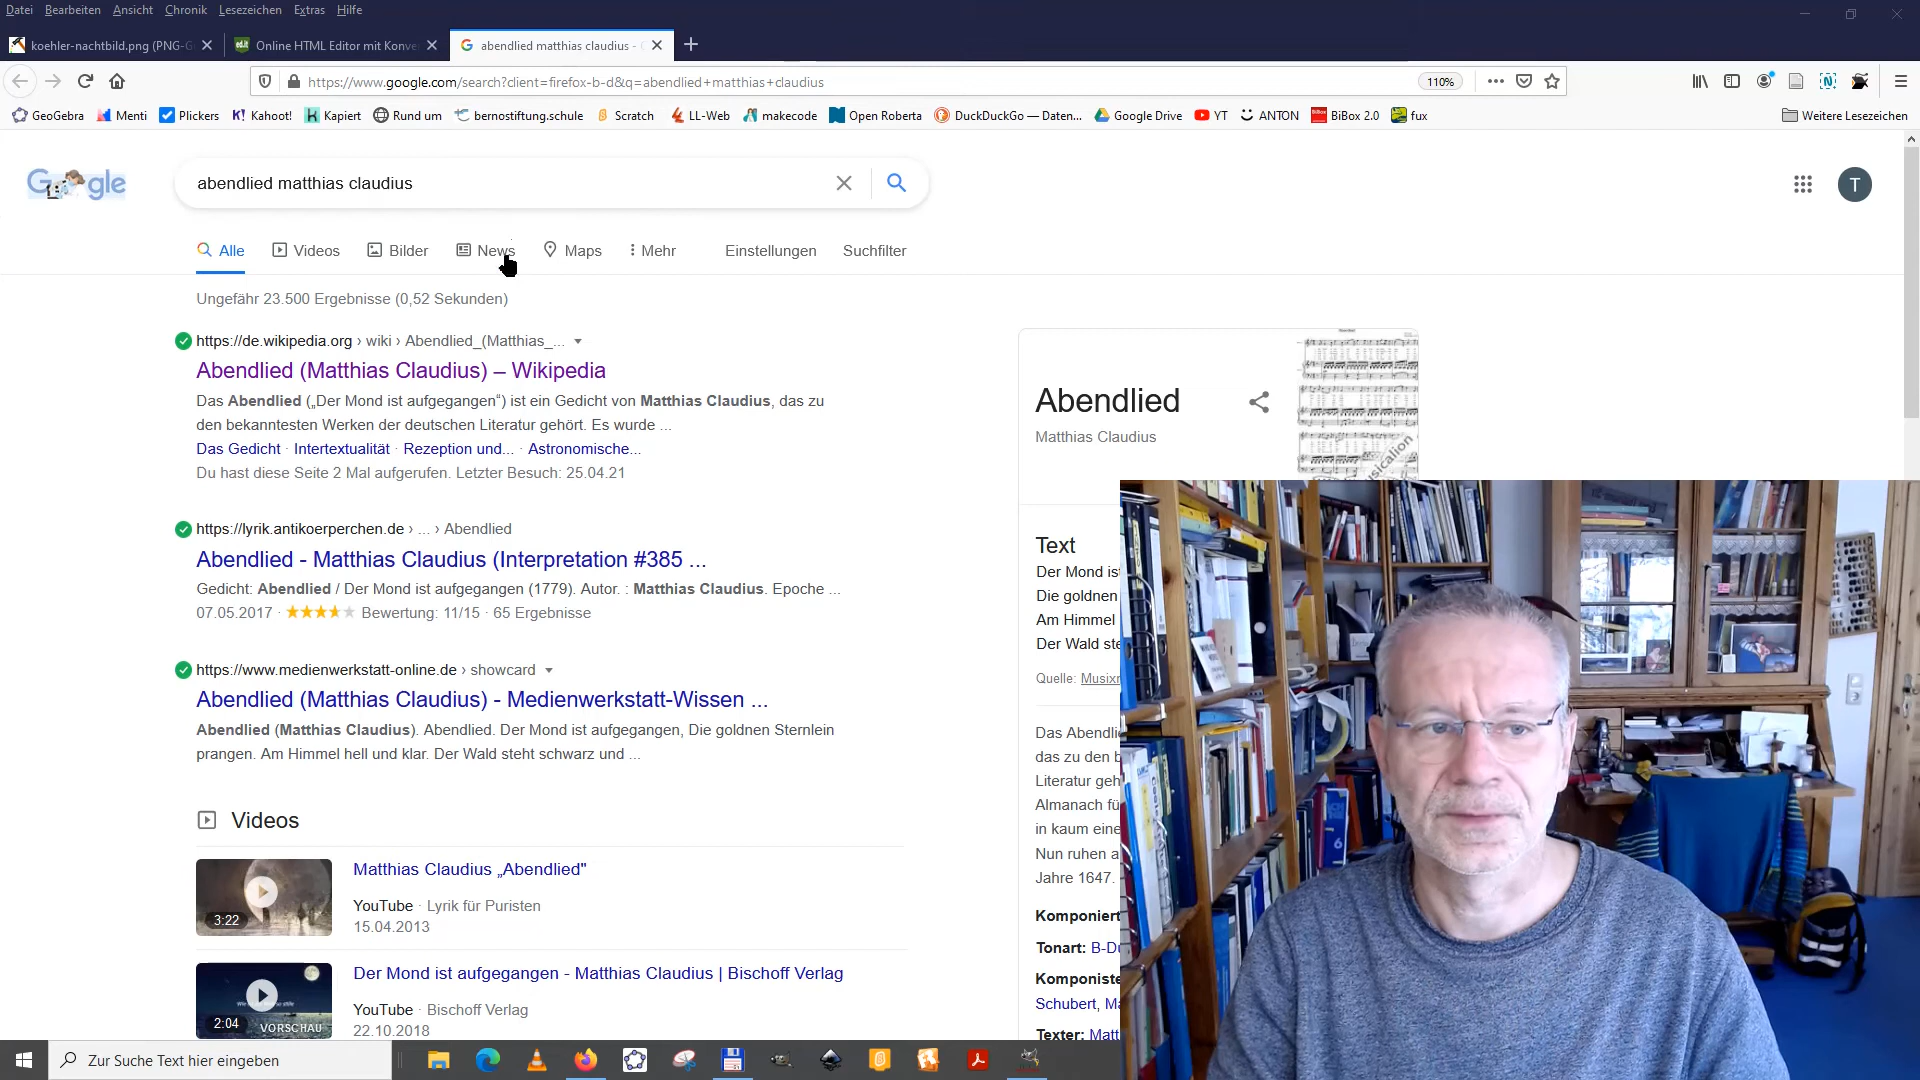 Datei Bearbeiten Ansicht Chronik Lesezeichen Extras Hilfe
koehler-nachtbild.png (PNG-G
Online HTML Editor mit Konve
abendlied matthias claudius -
https://www.google.com/search?client=firefox-b-d&q=abendlied+matthias+claudius
110%
GeoGebra Menti Plickers Kahoot! Kapiert Rund um bernostiftung.schule Scratch LL-Web makecode Open Roberta DuckDuckGo — Daten... Google Drive YT ANTON BiBox 2.0 fux Weitere Lesezeichen
abendlied matthias claudius
T
Alle Videos Bilder News Maps Mehr Einstellungen Suchfilter
Ungefähr 23.500 Ergebnisse (0,52 Sekunden)
https://de.wikipedia.org › wiki › Abendlied_(Matthias_...
Abendlied (Matthias Claudius) – Wikipedia
Das Abendlied („Der Mond ist aufgegangen“) ist ein Gedicht von Matthias Claudius, das zu
den bekanntesten Werken der deutschen Literatur gehört. Es wurde ...
Das Gedicht · Intertextualität · Rezeption und... · Astronomische...
Du hast diese Seite 2 Mal aufgerufen. Letzter Besuch: 25.04.21
https://lyrik.antikoerperchen.de › ... › Abendlied
Abendlied - Matthias Claudius (Interpretation #385 ...
Gedicht: Abendlied / Der Mond ist aufgegangen (1779). Autor. : Matthias Claudius. Epoche ...
07.05.2017 · Bewertung: 11/15 · 65 Ergebnisse
https://www.medienwerkstatt-online.de › showcard
Abendlied (Matthias Claudius) - Medienwerkstatt-Wissen ...
Abendlied (Matthias Claudius). Abendlied. Der Mond ist aufgegangen, Die goldnen Sternlein
prangen. Am Himmel hell und klar. Der Wald steht schwarz und ...
Videos
Matthias Claudius „Abendlied"
YouTube · Lyrik für Puristen
3:22
15.04.2013
Der Mond ist aufgegangen - Matthias Claudius | Bischoff Verlag
YouTube · Bischoff Verlag
2:04 VORSCHAU
22.10.2018
Abendlied
Matthias Claudius
Text
Der Mond ist
Die goldnen
Am Himmel
Der Wald ste
Quelle: Musixm
Das Abendlie
das zu den b
Literatur geh
Almanach fü
in kaum eine
Nun ruhen a
Jahre 1647.
Komponiert
Tonart: B-Du
Komponiste
Schubert, Ma
Texter: Matt
Zur Suche Text hier eingeben